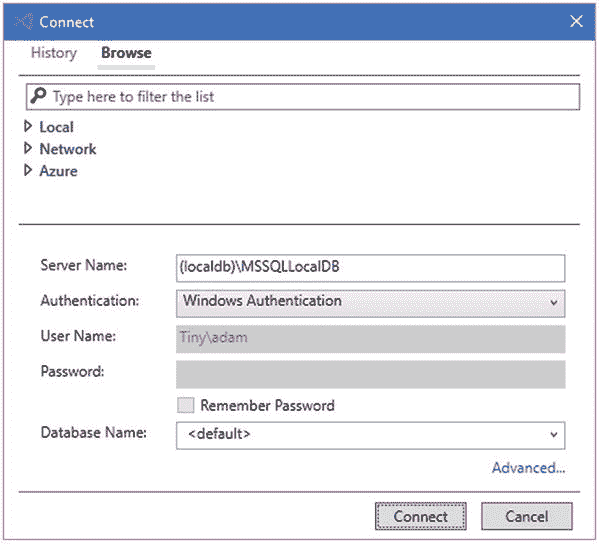 Connect
History Browse
Type here to filter the list
Local
Network
Azure
Server Name: (localdb)\MSSQLLocalDB
Authentication: Windows Authentication
User Name: Tiny\adam
Password:
Remember Password
Database Name: <default>
Advanced...
Connect Cancel